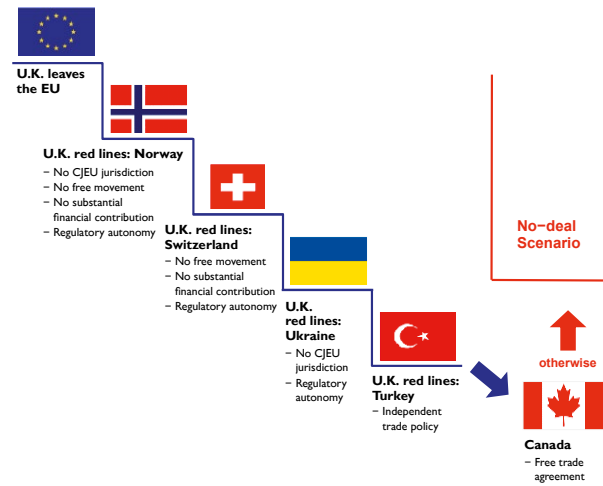 U.K. leaves
the EU
U.K. red lines: Norway
– No CJEU jurisdiction
– No free movement
– No substantial
financial contribution
– Regulatory autonomy
U.K. red lines:
Switzerland
– No free movement
– No substantial
financial contribution
– Regulatory autonomy
U.K.
red lines:
Ukraine
– No CJEU
jurisdiction
– Regulatory
autonomy
U.K. red lines:
Turkey
– Independent
trade policy
No–deal
Scenario
otherwise
Canada
– Free trade
agreement